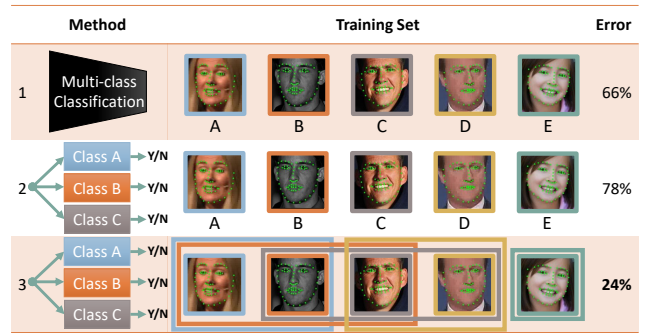 Method Training Set Error
1 Multi-class Classification 66%
A B C D E
2 Class A Y/N
Class B Y/N 78%
Class C Y/N
A B C D E
3 Class A Y/N
Class B Y/N 24%
Class C Y/N